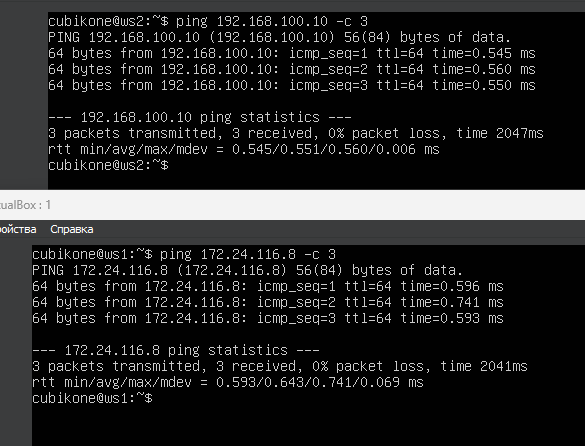 cubikone@ws2:~$ ping 192.168.100.10 -c 3
PING 192.168.100.10 (192.168.100.10) 56(84) bytes of data.
64 bytes from 192.168.100.10: icmp_seq=1 ttl=64 time=0.545 ms
64 bytes from 192.168.100.10: icmp_seq=2 ttl=64 time=0.560 ms
64 bytes from 192.168.100.10: icmp_seq=3 ttl=64 time=0.550 ms
--- 192.168.100.10 ping statistics ---
3 packets transmitted, 3 received, 0% packet loss, time 2047ms
rtt min/avg/max/mdev = 0.545/0.551/0.560/0.006 ms
cubikone@ws2:~$
tualBox : 1
ройства Справка
cubikone@ws1:~$ ping 172.24.116.8 -c 3
PING 172.24.116.8 (172.24.116.8) 56(84) bytes of data.
64 bytes from 172.24.116.8: icmp_seq=1 ttl=64 time=0.596 ms
64 bytes from 172.24.116.8: icmp_seq=2 ttl=64 time=0.741 ms
64 bytes from 172.24.116.8: icmp_seq=3 ttl=64 time=0.593 ms
--- 172.24.116.8 ping statistics ---
3 packets transmitted, 3 received, 0% packet loss, time 2041ms
rtt min/avg/max/mdev = 0.593/0.643/0.741/0.069 ms
cubikone@ws1:~$